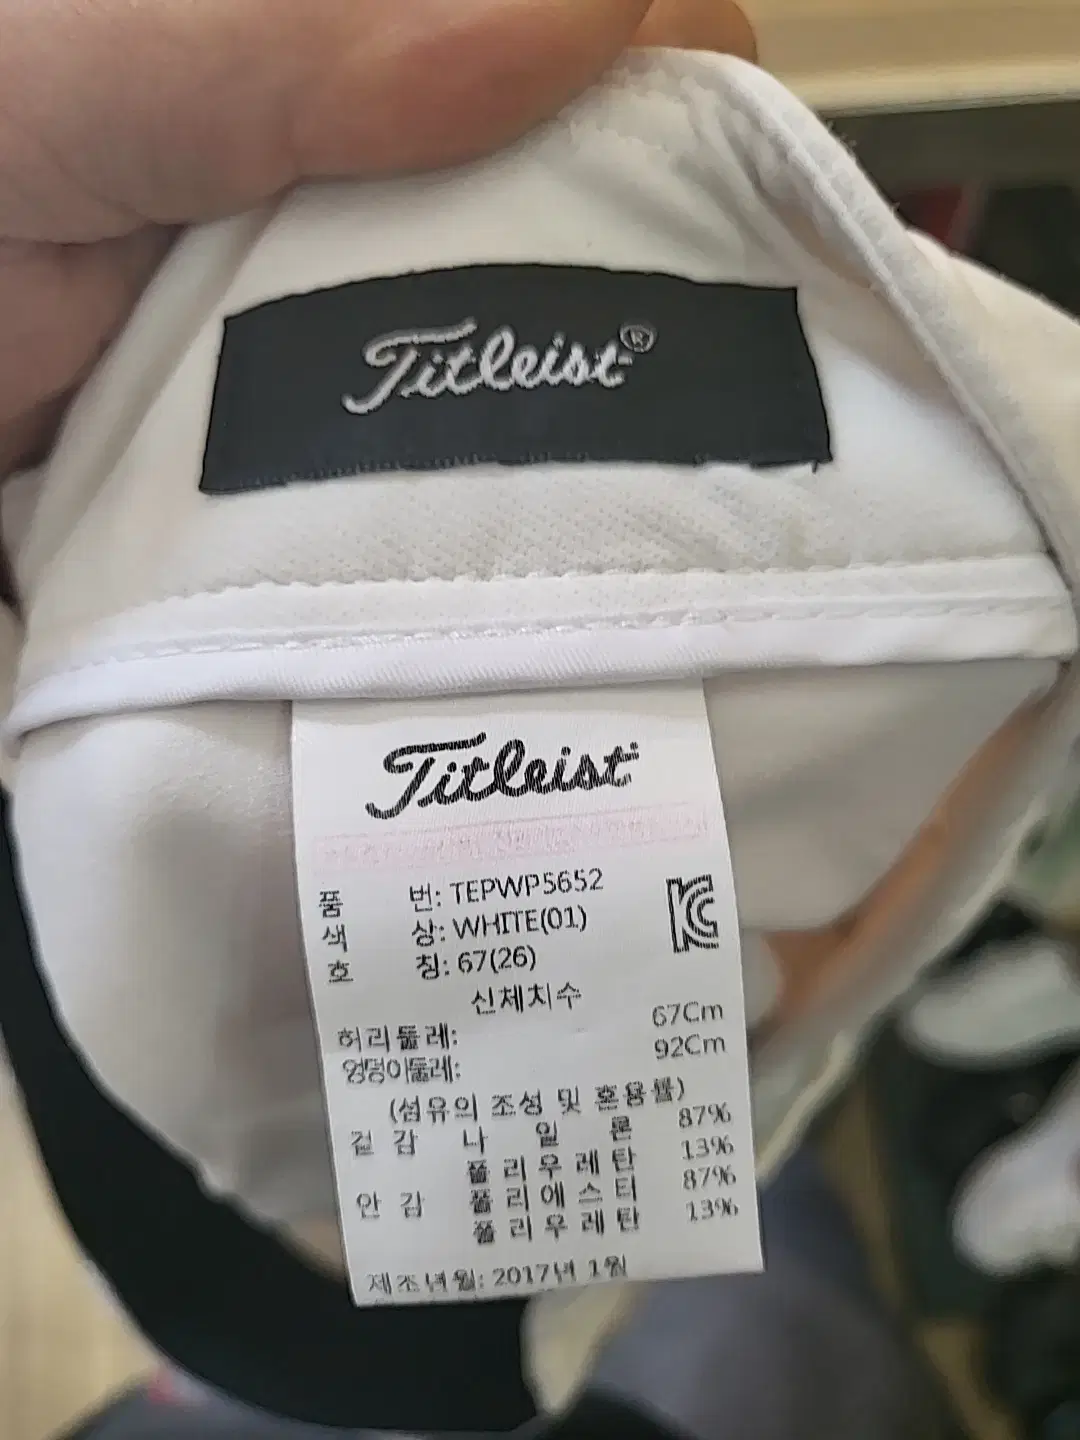 Titleist®
Titleist
품 번: TEPWP5652
색 상: WHITE(01)
호 칭: 67(26)
신체치수
허리둘레: 67Cm
엉덩이둘레: 92Cm
(섬유의 조성 및 혼용률)
겉 감 나 일 론 87%
폴 리 우 레 탄 13%
안 감 폴 리 에 스 터 87%
폴 리 우 레 탄 13%
제조년월: 2017년 1월